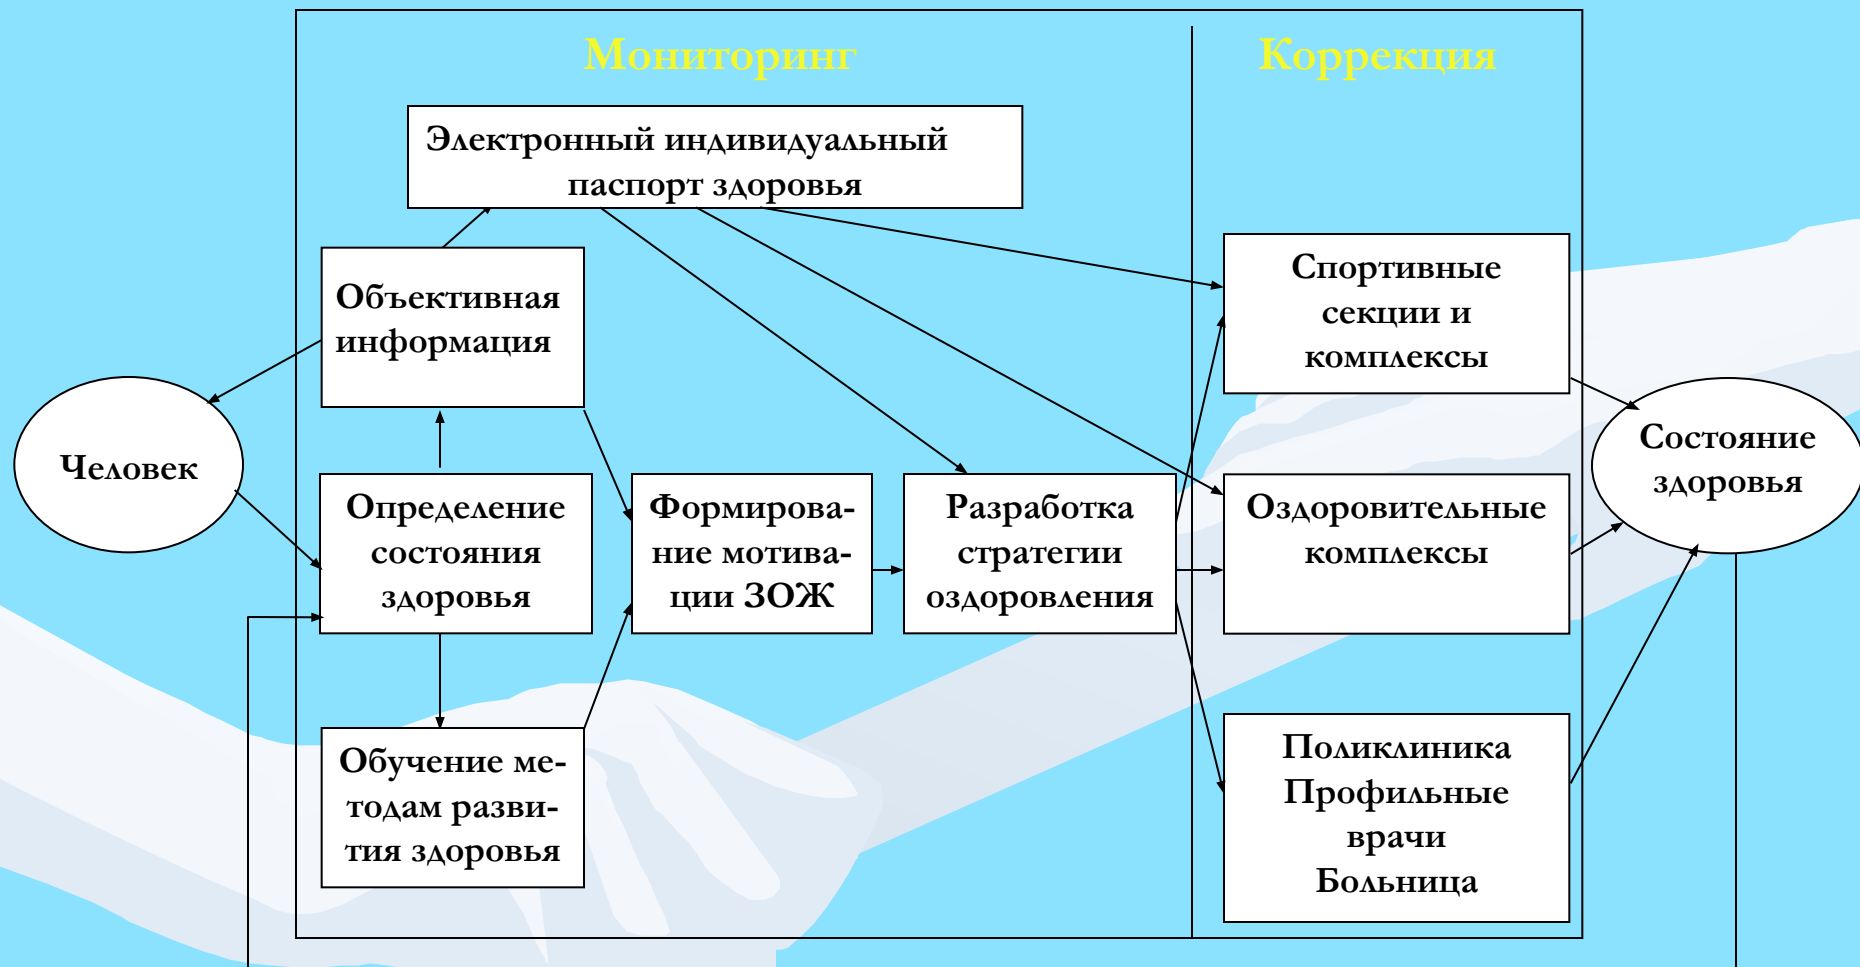 Мониторинг
Коррекция
Электронный индивидуальный
паспорт здоровья
Объективная
информация
Спортивные
секции и
комплексы
Человек
Состояние
здоровья
Определение
состояния
здоровья
Формирова-
ние мотива-
ции ЗОЖ
Разработка
стратегии
оздоровления
Оздоровительные
комплексы
Обучение ме-
тодам разви-
тия здоровья
Поликлиника
Профильные
врачи
Больница